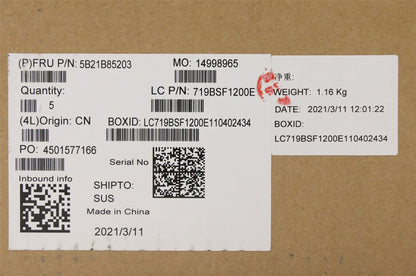 (P)FRU P/N: 5B21B85203
MO: 14998965
Quantity:
5
LC P/N: 719BSF1200E
(4L)Origin: CN
BOXID: LC719BSF1200E110402434
PO: 4501577166
Serial No
Inbound info
SHIPTO:
SUS
Made in China
2021/3/11
净重:
WEIGHT: 1.16 Kg
DATE: 2021/3/11 12:01:22
BOXID:
LC719BSF1200E110402434